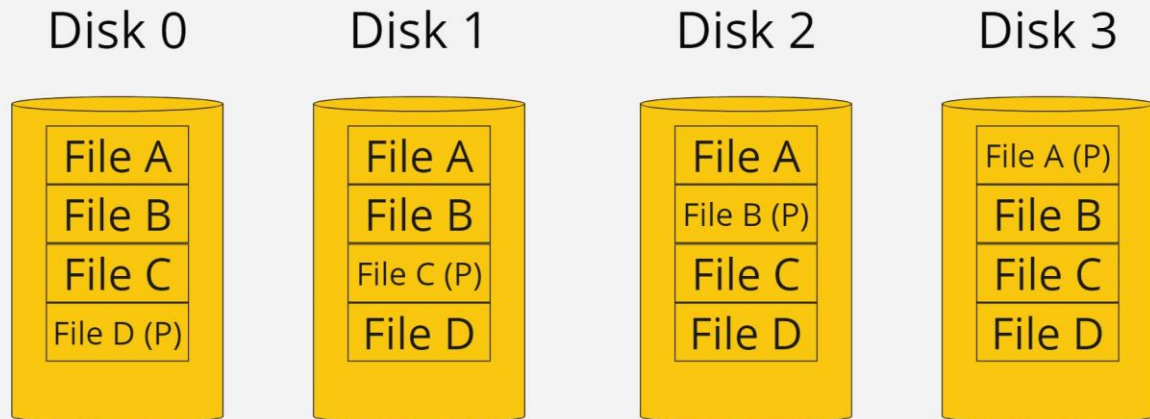 Disk 0 Disk 1 Disk 2 Disk 3
File A File A File A File A (P)
File B File B File B (P) File B
File C File C (P) File C File C
File D (P) File D File D File D